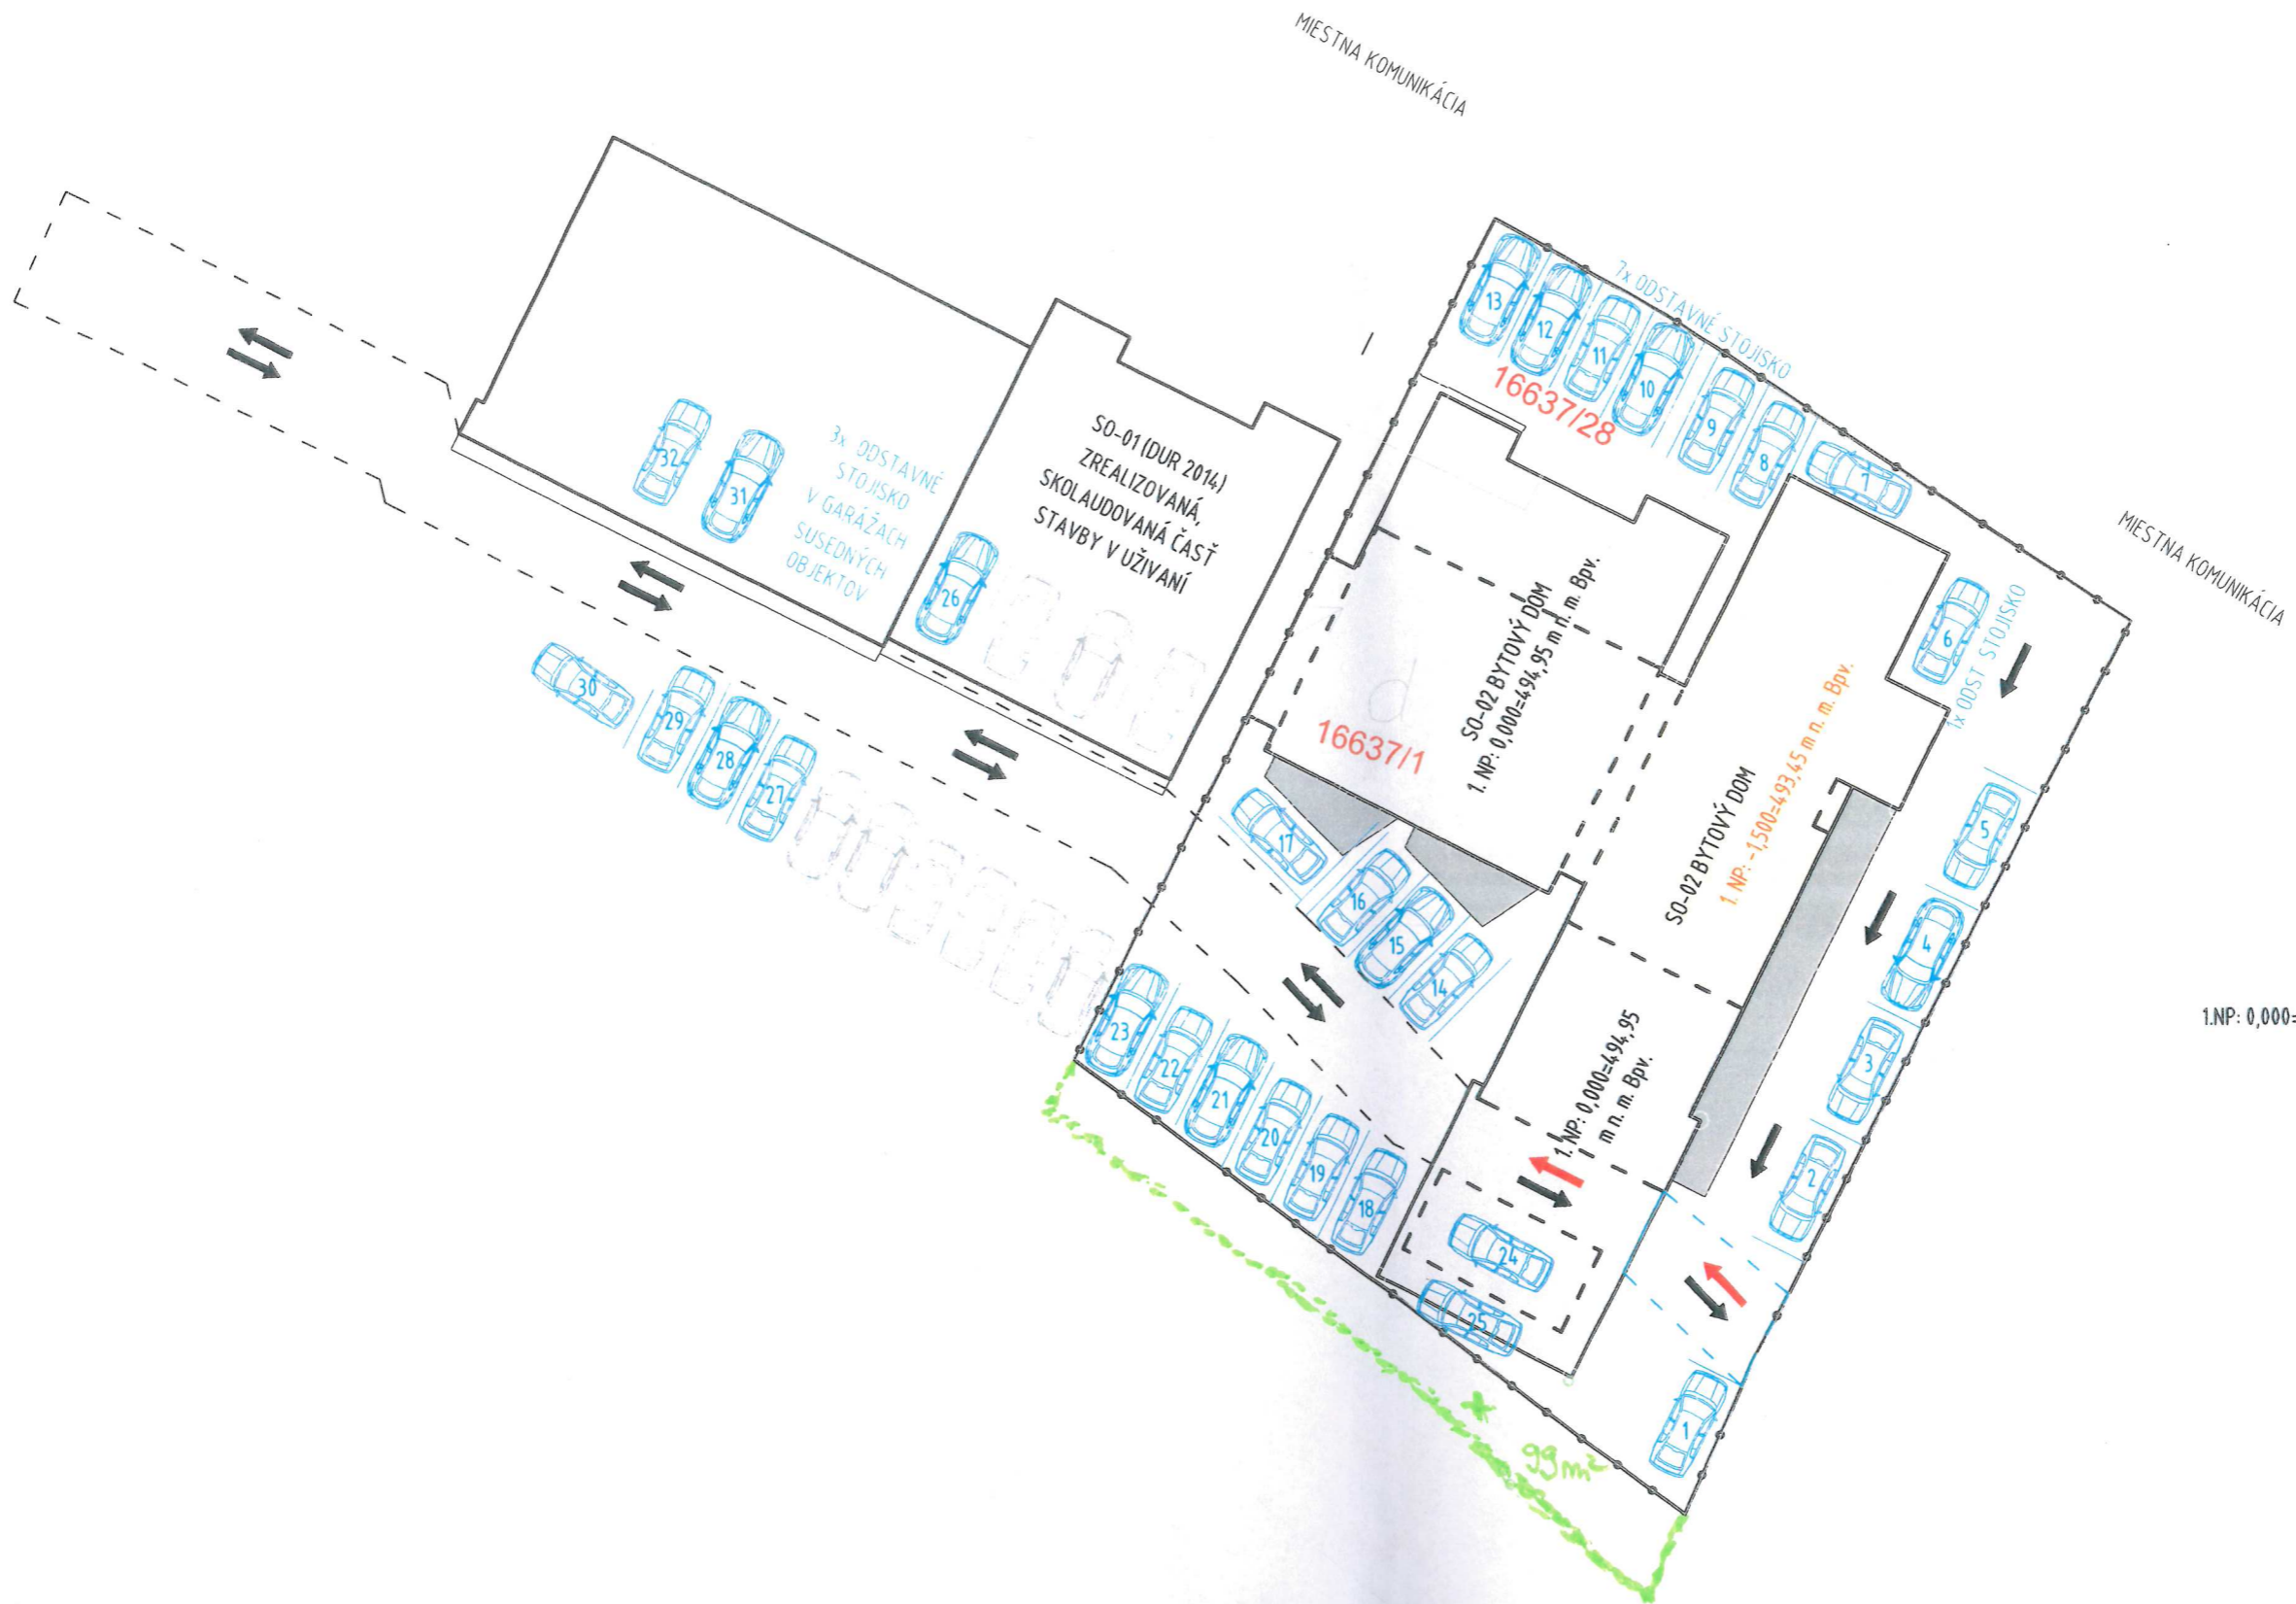 MIESTNA KOMUNIKÁCIA
7x ODSTAVNÉ STOJISKO
13
12
11
10
9
8
7
16637/28
MIESTNA KOMUNIKÁCIA
6
1x ODST STOJISKO
5
4
3
2
1
32
31
3x ODSTAVNÉ
STOJISKO
V GARÁŽACH
SUSEDNÝCH
OBJEKTOV
26
SO-01 (DUR 2014)
ZREALIZOVANÁ,
SKOLAUDOVANÁ ČASŤ
STAVBY V UŽIVANÍ
SO-02 BYTOVÝ DOM
1. NP: 0,000=494,95 m n. m. Bpv.
16637/1
SO-02 BYTOVÝ DOM
1. NP: -1,500=493,45 m n. m. Bpv.
1.NP: 0,000=
30
29
28
27
17
16
15
14
1. NP: 0,000=494,95
m n. m. Bpv.
23
22
21
20
19
18
24
25
* 99m²